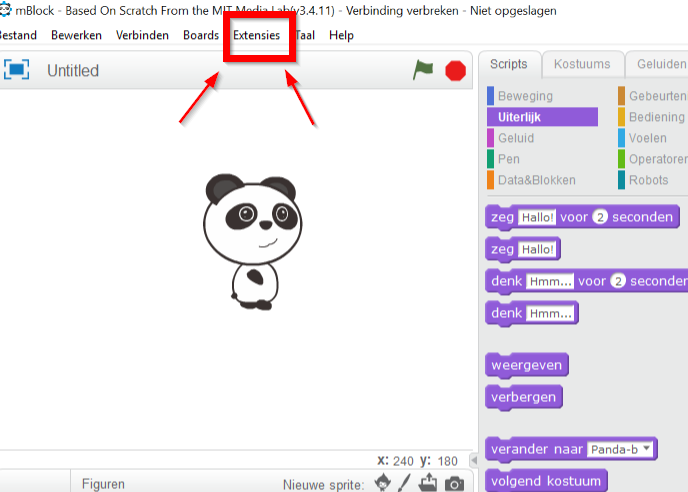 mBlock - Based On Scratch From the MIT Media Lab(v3.4.11) - Verbinding verbreken - Niet opgeslagen
Bestand Bewerken Verbinden Boards Extensies Taal Help
Untitled
Scripts Kostuums Geluiden
Beweging Gebeurten
Uiterlijk Bediening
Geluid Voelen
Pen Operatoren
Data&Blokken Robots
zeg Hallo! voor 2 seconden
zeg Hallo!
denk Hmm... voor 2 seconden
denk Hmm...
weergeven
verbergen
verander naar Panda-b
volgend kostuum
x: 240 y: 180
Figuren Nieuwe sprite: